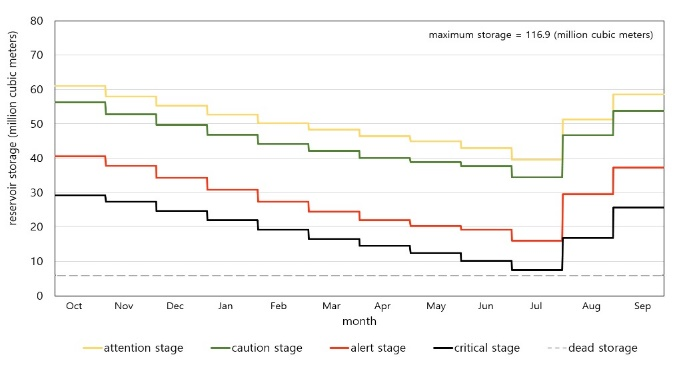 maximum storage = 116.9 (million cubic meters)
reservoir storage (million cubic meters)
80
70
60
50
40
30
20
10
0
Oct Nov Dec Jan Feb Mar Apr May Jun Jul Aug Sep
month
attention stage caution stage alert stage critical stage dead storage